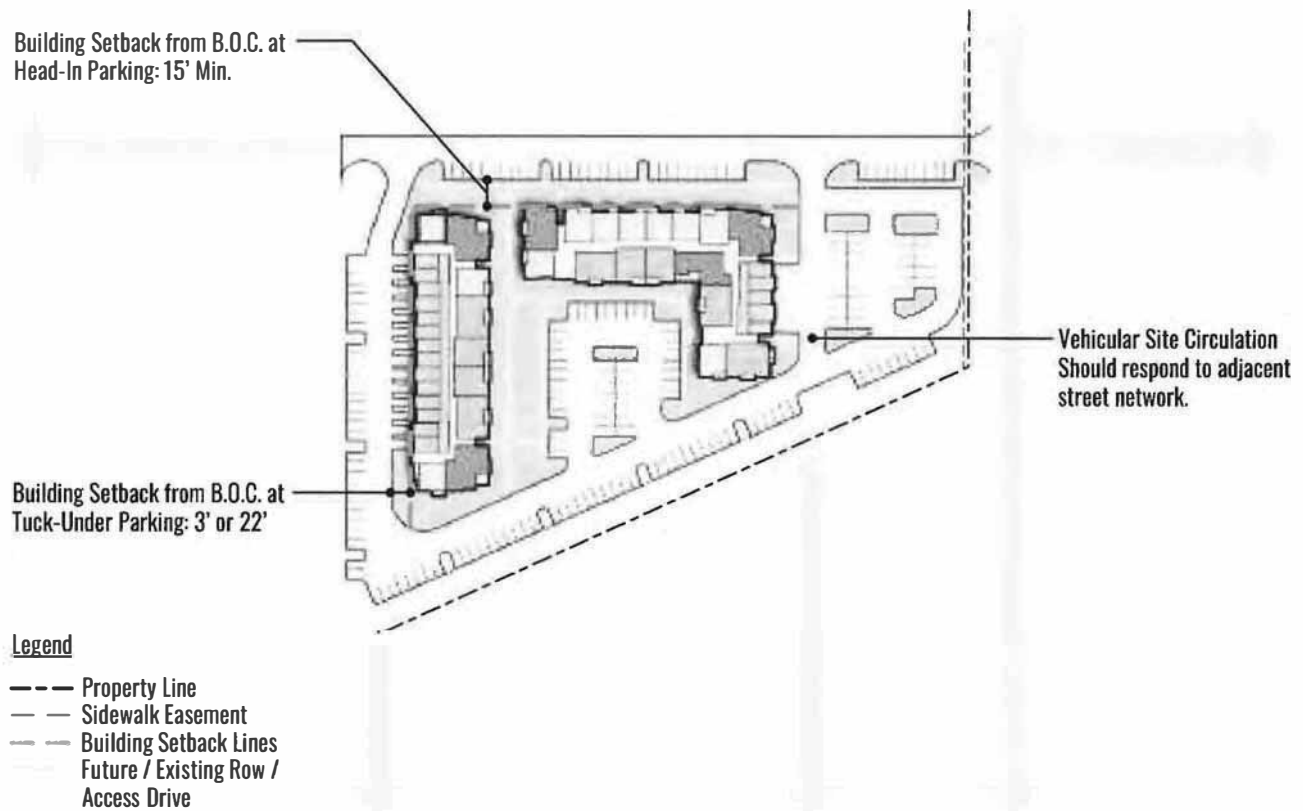 Building Setback from B.O.C. at
Head-In Parking: 15' Min.
Vehicular Site Circulation
Should respond to adjacent
street network.
Building Setback from B.O.C. at
Tuck-Under Parking: 3' or 22'
Legend
Property Line
Sidewalk Easement
Building Setback Lines
Future / Existing Row /
Access Drive